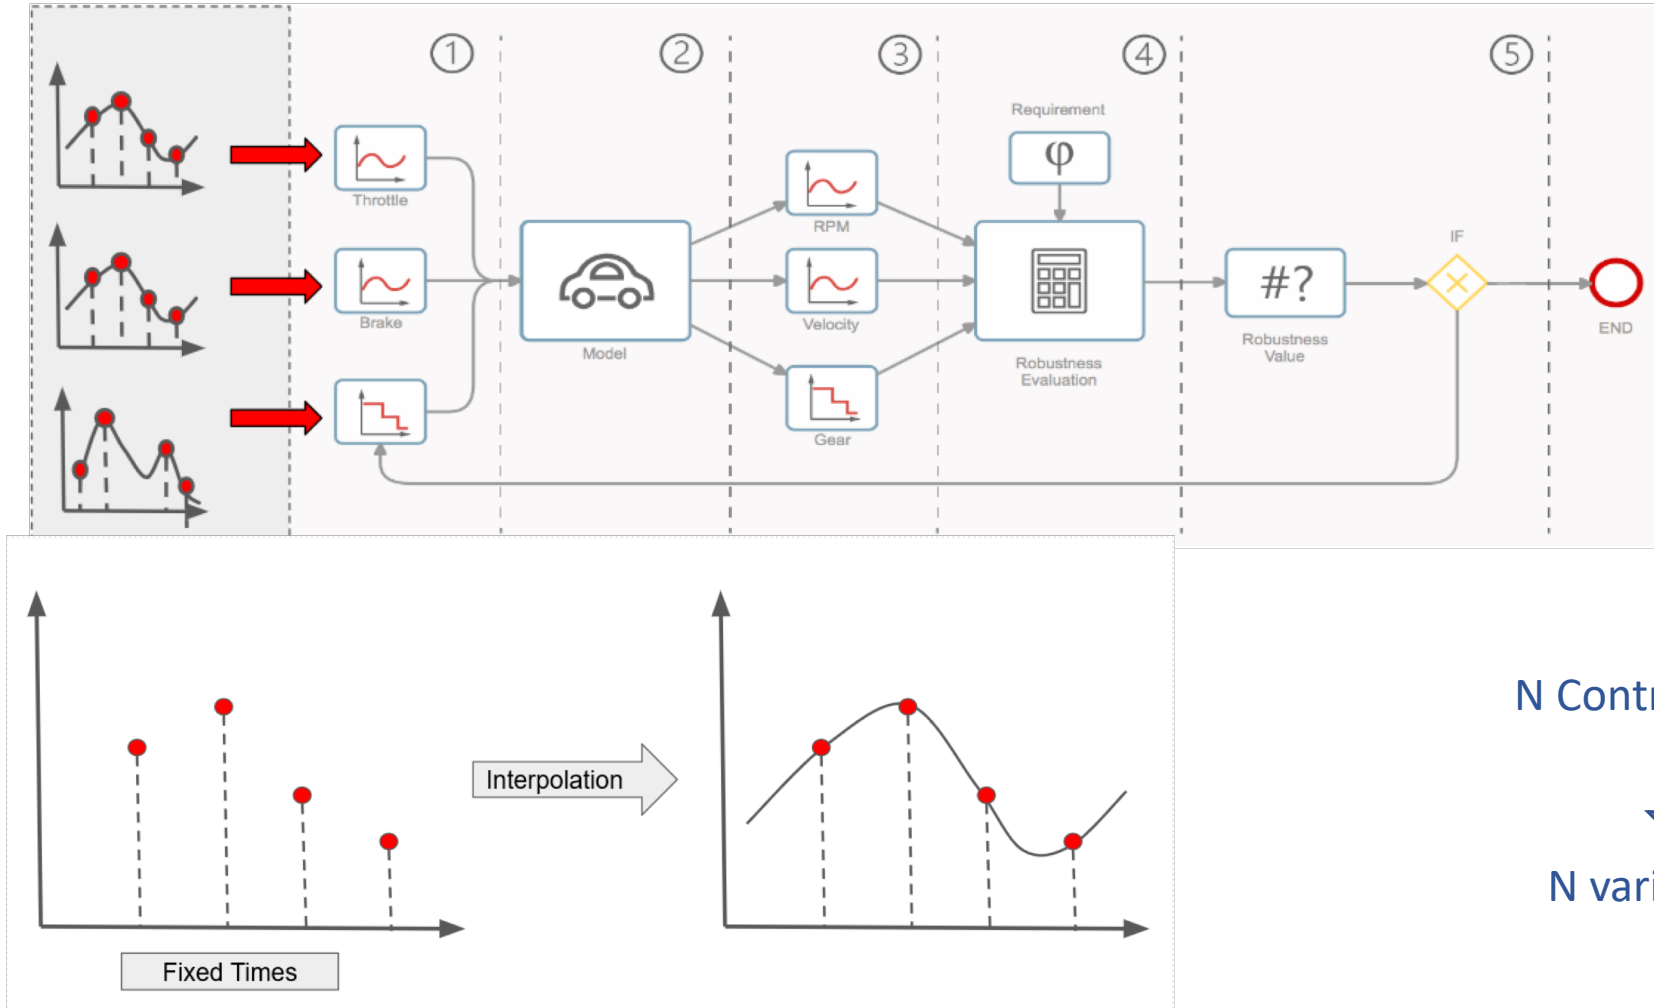 1
2
3
4
5
Requirement
φ
Throttle
RPM
IF
#?
Brake
Velocity
END
Model
Robustness
Value
Robustness
Evaluation
Gear
N Contr
Interpolation
N vari
Fixed Times